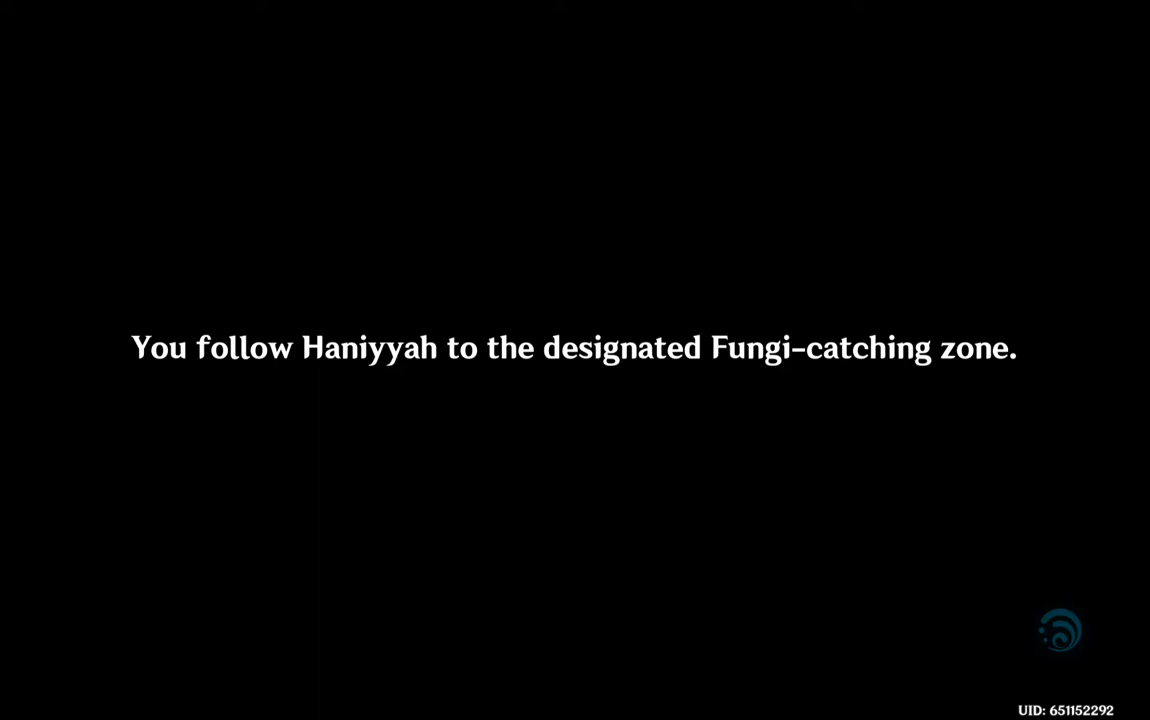 You follow Haniyyah to the designated Fungi-catching zone.
UID: 651152292